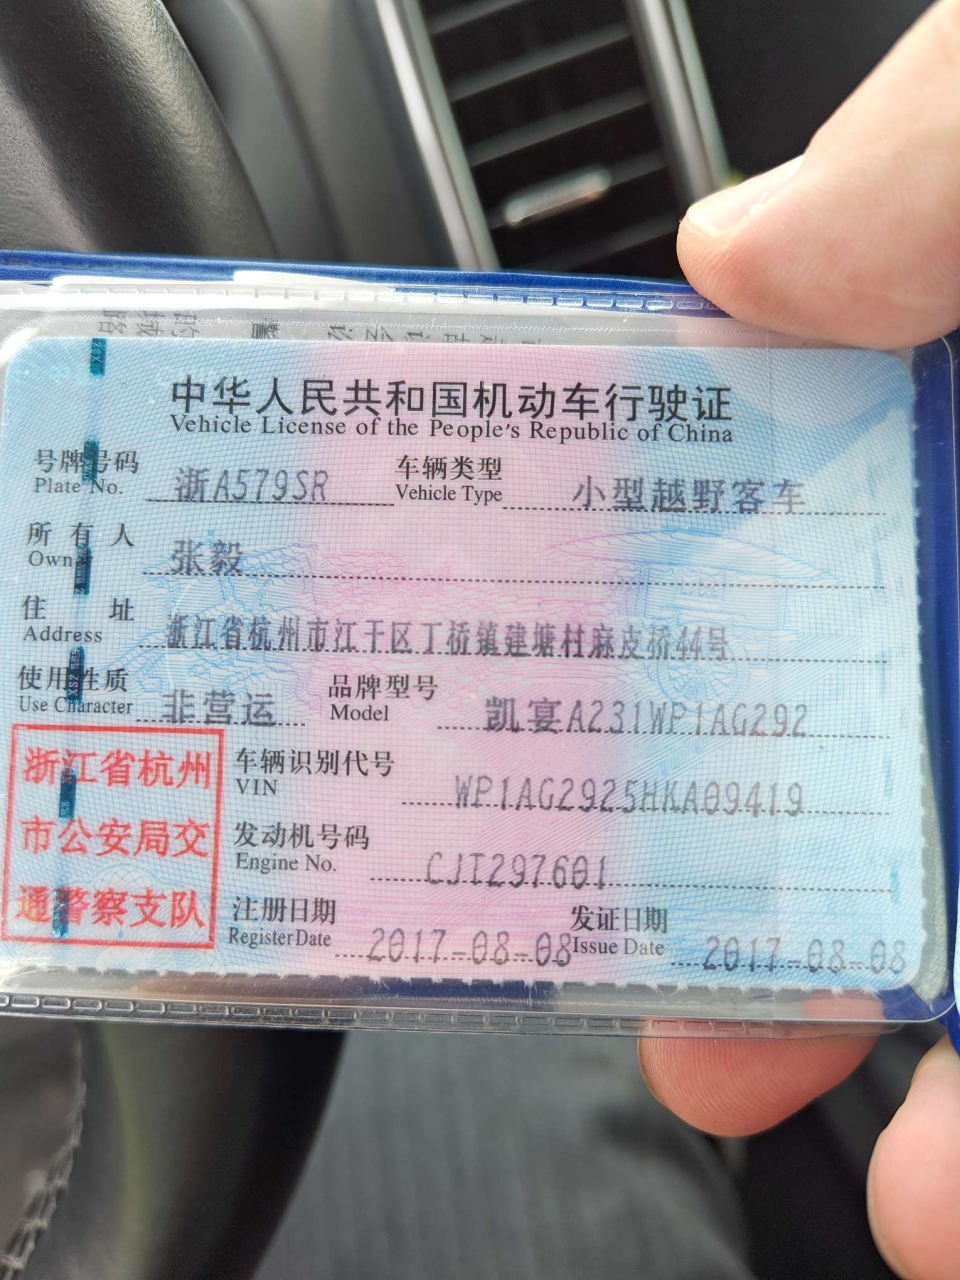 中华人民共和国机动车行驶证
Vehicle License of the People's Republic of China
号牌号码 浙A579SR 车辆类型 小型越野客车
Plate No. Vehicle Type
所有人 张毅
Owner
住址 浙江省杭州市江干区丁桥镇建塘村麻皮桥44号
Address
使用性质 非营运 品牌型号 凯宴A231WP1AG292
Use Character Model
浙江省杭州
市公安局交
通警察支队
车辆识别代号 WP1AG2925HKA09419
VIN
发动机号码 CJT297601
Engine No.
注册日期 2017-08-08 发证日期 2017-08-08
Register Date Issue Date